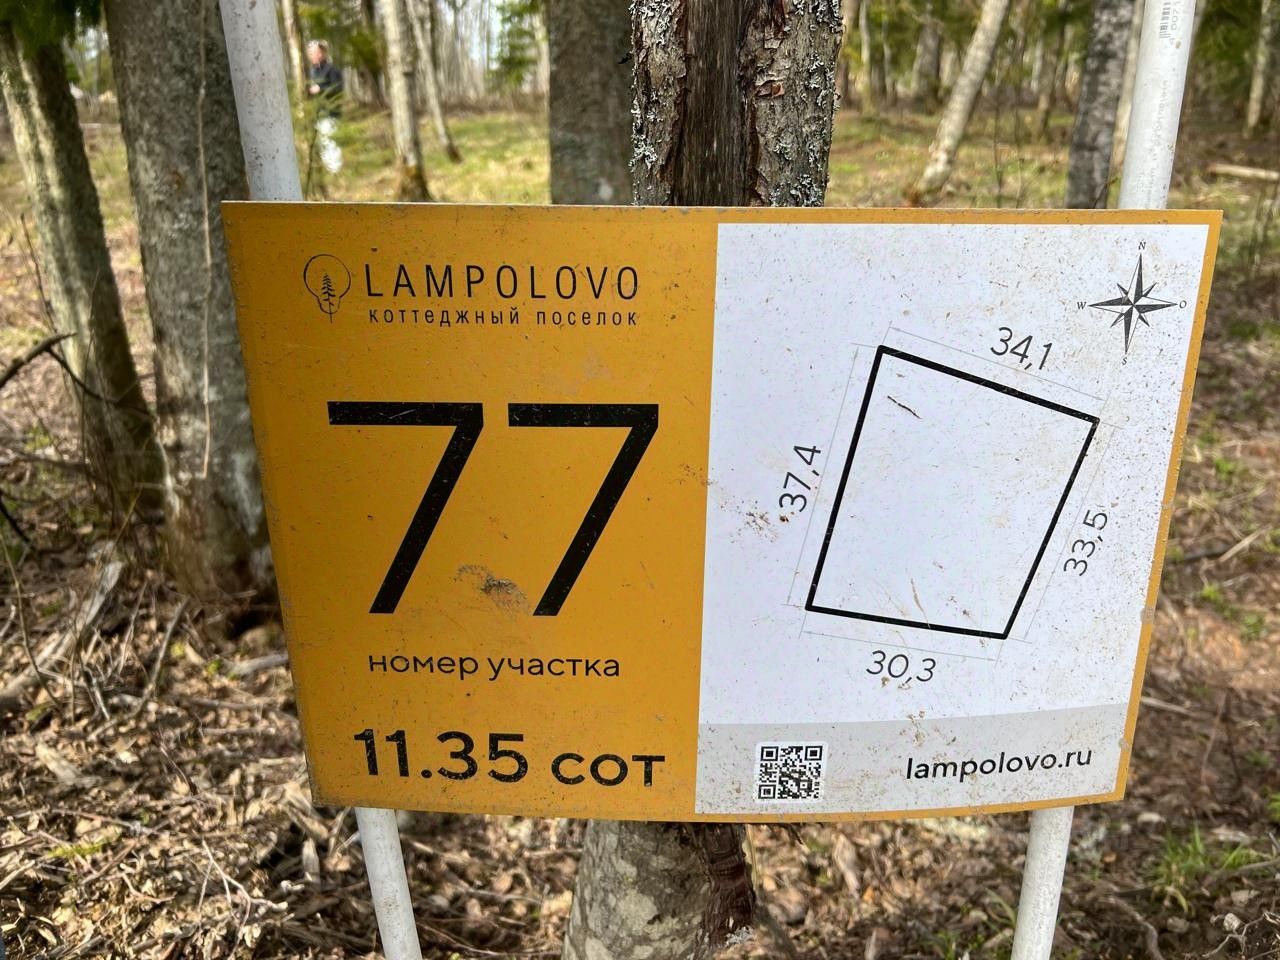 LAMPOLOVO
коттеджный поселок
77
номер участка
11.35 сот
N
W
O
S
34,1
37,4
33,5
30,3
lampolovo.ru